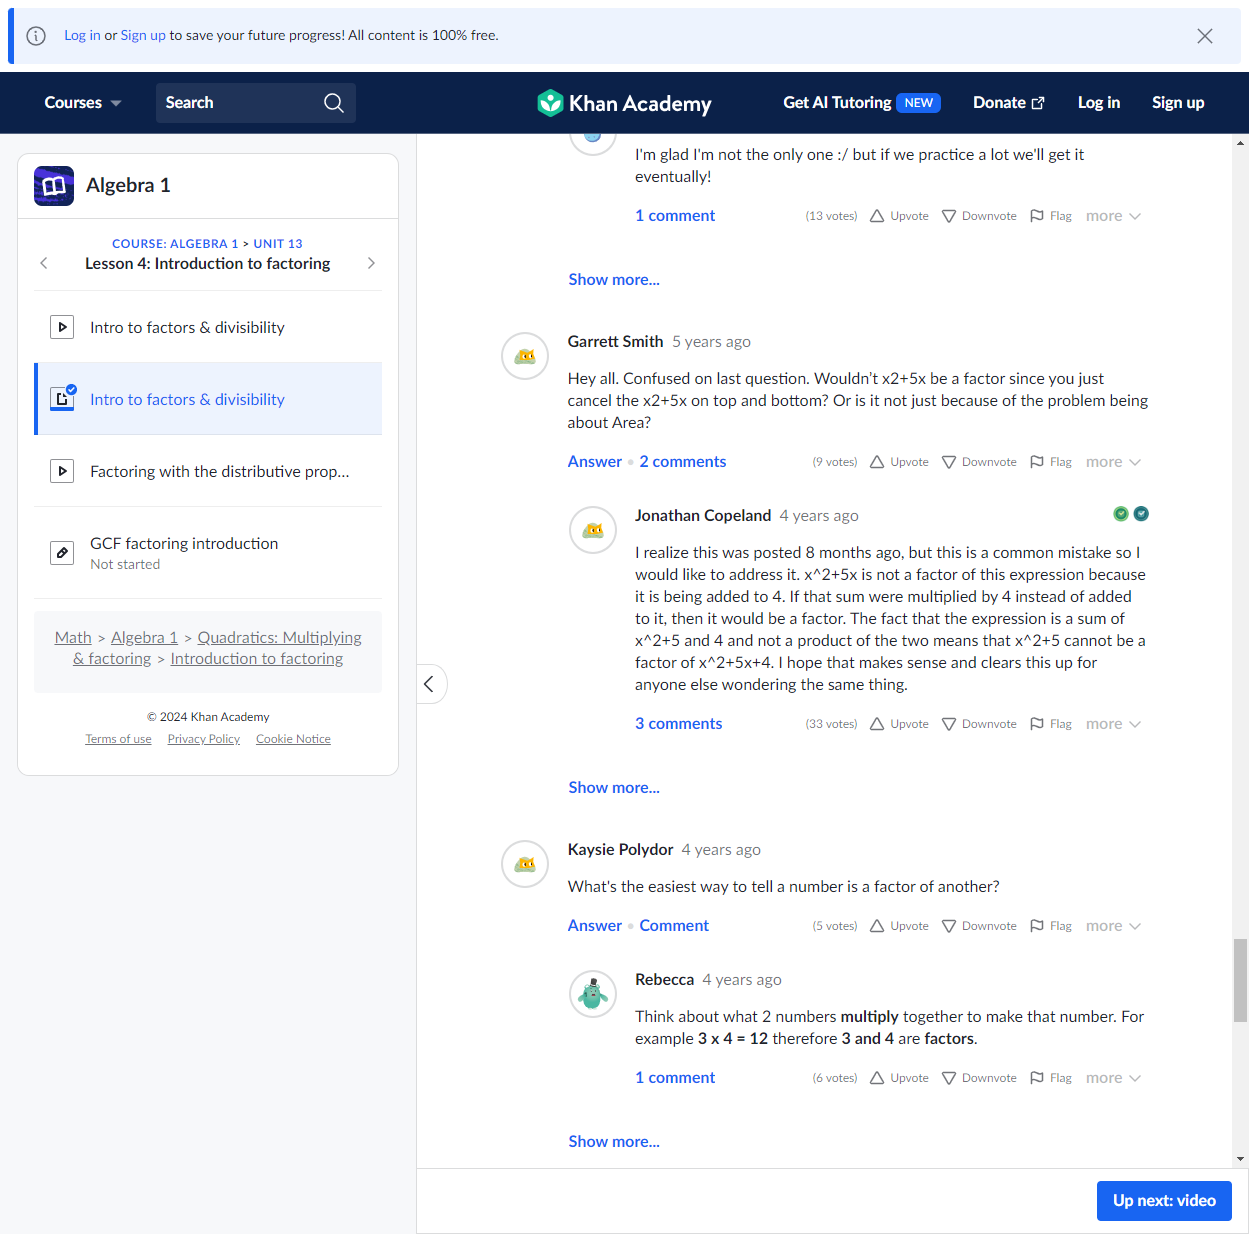 Log in or Sign up to save your future progress! All content is 100% free.
Courses
Search
Khan Academy
Get AI Tutoring NEW
Donate
Log in
Sign up
Algebra 1
COURSE: ALGEBRA 1 > UNIT 13
Lesson 4: Introduction to factoring
Intro to factors & divisibility
Intro to factors & divisibility
Factoring with the distributive prop...
GCF factoring introduction
Not started
Math > Algebra 1 > Quadratics: Multiplying
& factoring > Introduction to factoring
© 2024 Khan Academy
Terms of use Privacy Policy Cookie Notice
I'm glad I'm not the only one :/ but if we practice a lot we'll get it
eventually!
1 comment (13 votes) Upvote Downvote Flag more
Show more...
Garrett Smith 5 years ago
Hey all. Confused on last question. Wouldn’t x2+5x be a factor since you just
cancel the x2+5x on top and bottom? Or is it not just because of the problem being
about Area?
Answer • 2 comments (9 votes) Upvote Downvote Flag more
Jonathan Copeland 4 years ago
I realize this was posted 8 months ago, but this is a common mistake so I
would like to address it. x^2+5x is not a factor of this expression because
it is being added to 4. If that sum were multiplied by 4 instead of added
to it, then it would be a factor. The fact that the expression is a sum of
x^2+5 and 4 and not a product of the two means that x^2+5 cannot be a
factor of x^2+5x+4. I hope that makes sense and clears this up for
anyone else wondering the same thing.
3 comments (33 votes) Upvote Downvote Flag more
Show more...
Kaysie Polydor 4 years ago
What's the easiest way to tell a number is a factor of another?
Answer • Comment (5 votes) Upvote Downvote Flag more
Rebecca 4 years ago
Think about what 2 numbers multiply together to make that number. For
example 3 x 4 = 12 therefore 3 and 4 are factors.
1 comment (6 votes) Upvote Downvote Flag more
Show more...
Up next: video